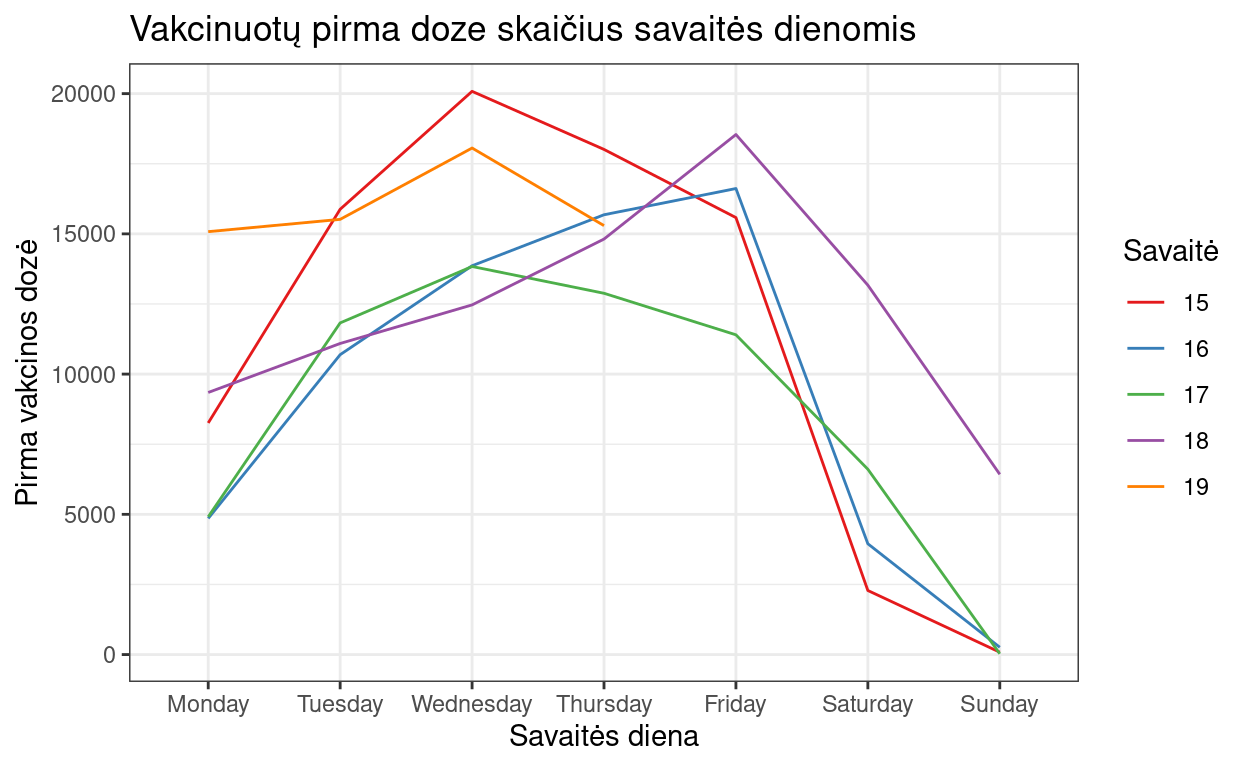 Vakcinuotų pirma doze skaičius savaitės dienomis
Pirma vakcinos dozė
20000
15000
10000
5000
0
Monday Tuesday Wednesday Thursday Friday Saturday Sunday
Savaitės diena
Savaitė
15
16
17
18
19